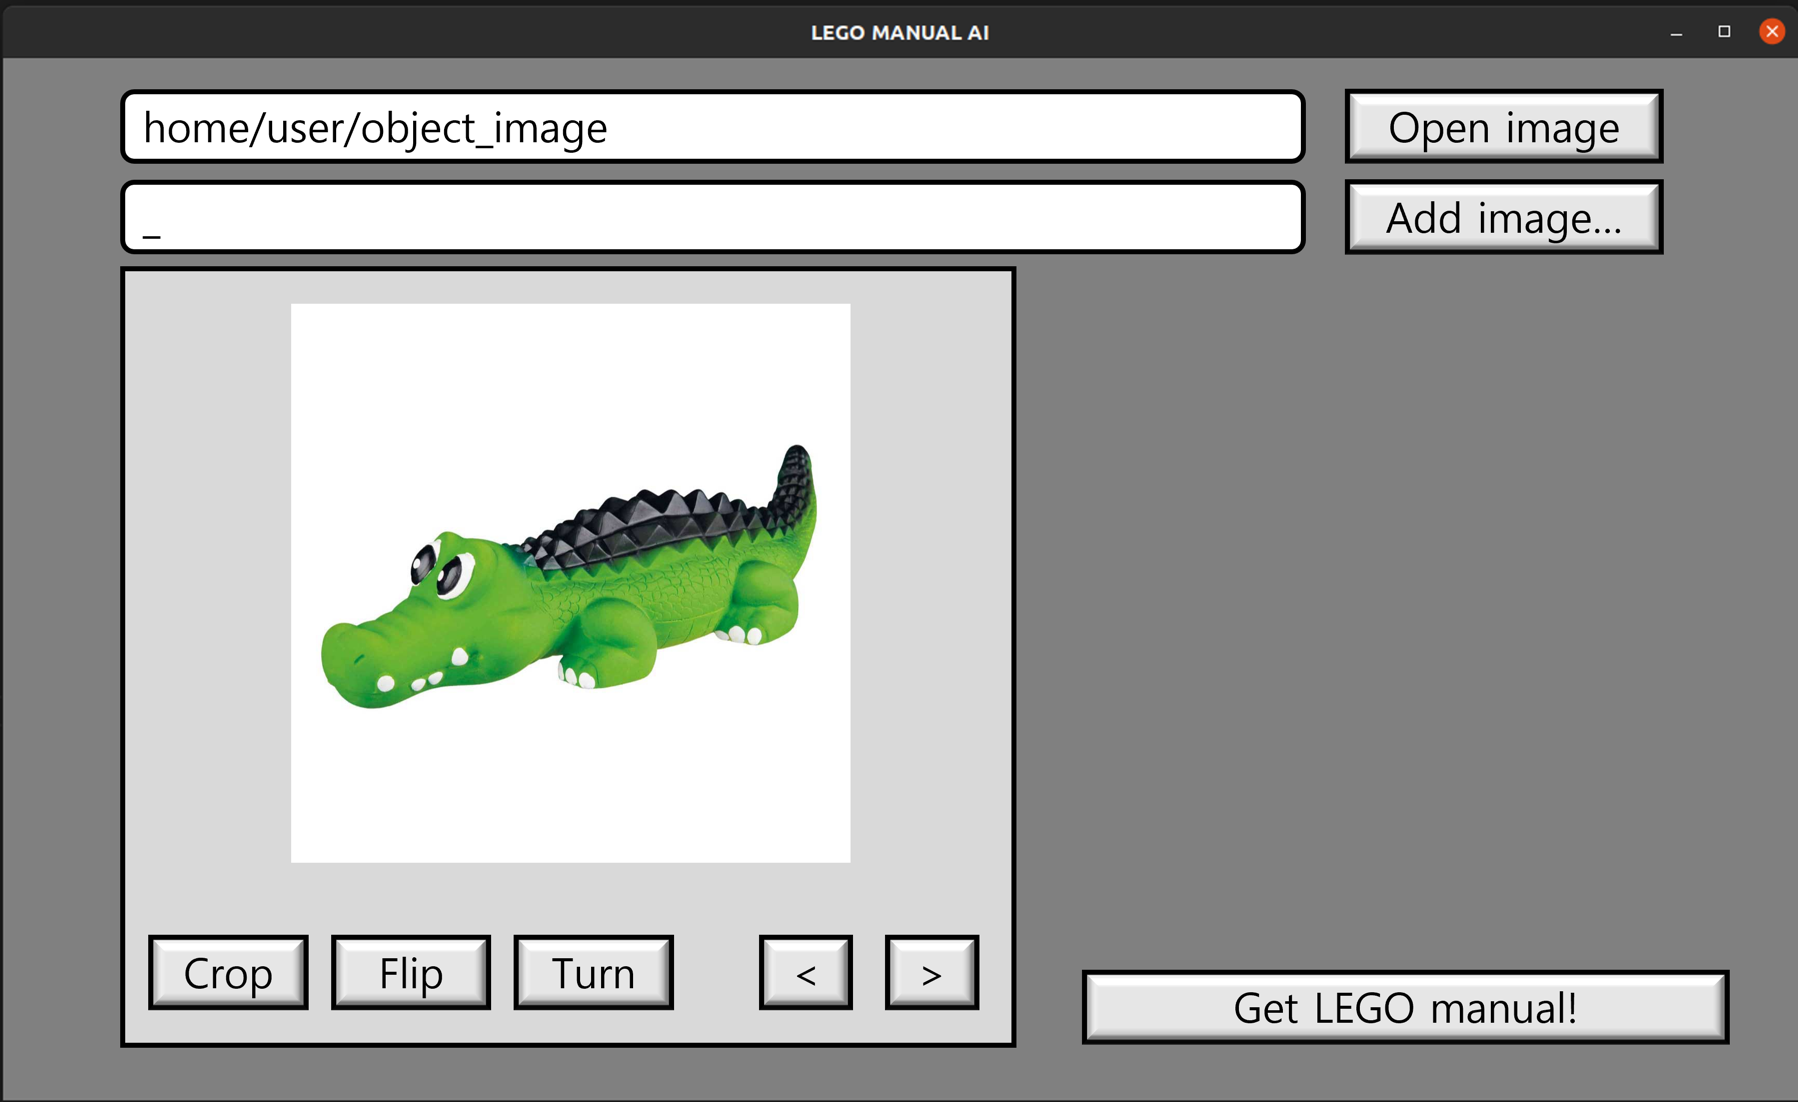 LEGO MANUAL AI
home/user/object_image
Open image
_
Add image...
Crop
Flip
Turn
<
>
Get LEGO manual!